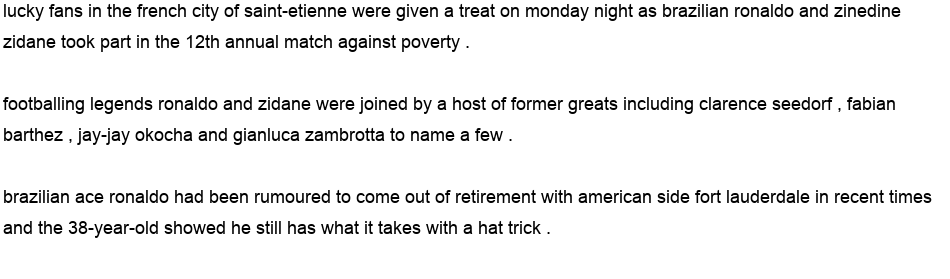 lucky fans in the french city of saint-etienne were given a treat on monday night as brazilian ronaldo and zinedine
zidane took part in the 12th annual match against poverty .
footballing legends ronaldo and zidane were joined by a host of former greats including clarence seedorf , fabian
barthez , jay-jay okocha and gianluca zambrotta to name a few .
brazilian ace ronaldo had been rumoured to come out of retirement with american side fort lauderdale in recent times
and the 38-year-old showed he still has what it takes with a hat trick .